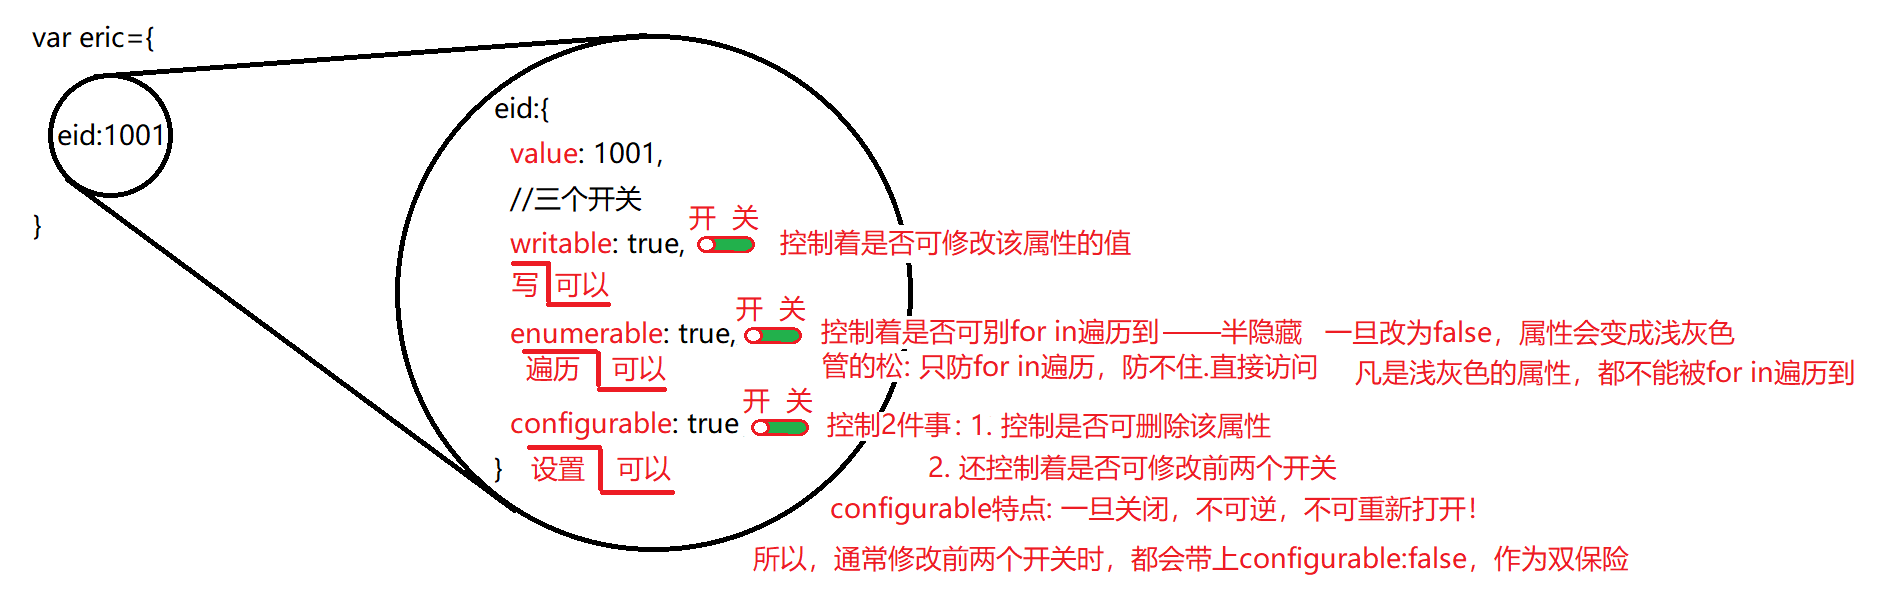 var eric={
eid:1001
}
eid:{
value: 1001,
//三个开关
开 关
writable: true, 控制着是否可修改该属性的值
写 可以
开 关
enumerable: true, 控制着是否可别for in遍历到 ——半隐藏 一旦改为false，属性会变成浅灰色
遍历 可以 管的松: 只防for in遍历，防不住.直接访问 凡是浅灰色的属性，都不能被for in遍历到
开 关
configurable: true 控制2件事：1. 控制是否可删除该属性
} 设置 可以 2. 还控制着是否可修改前两个开关
configurable特点: 一旦关闭，不可逆，不可重新打开！
所以，通常修改前两个开关时，都会带上configurable:false，作为双保险